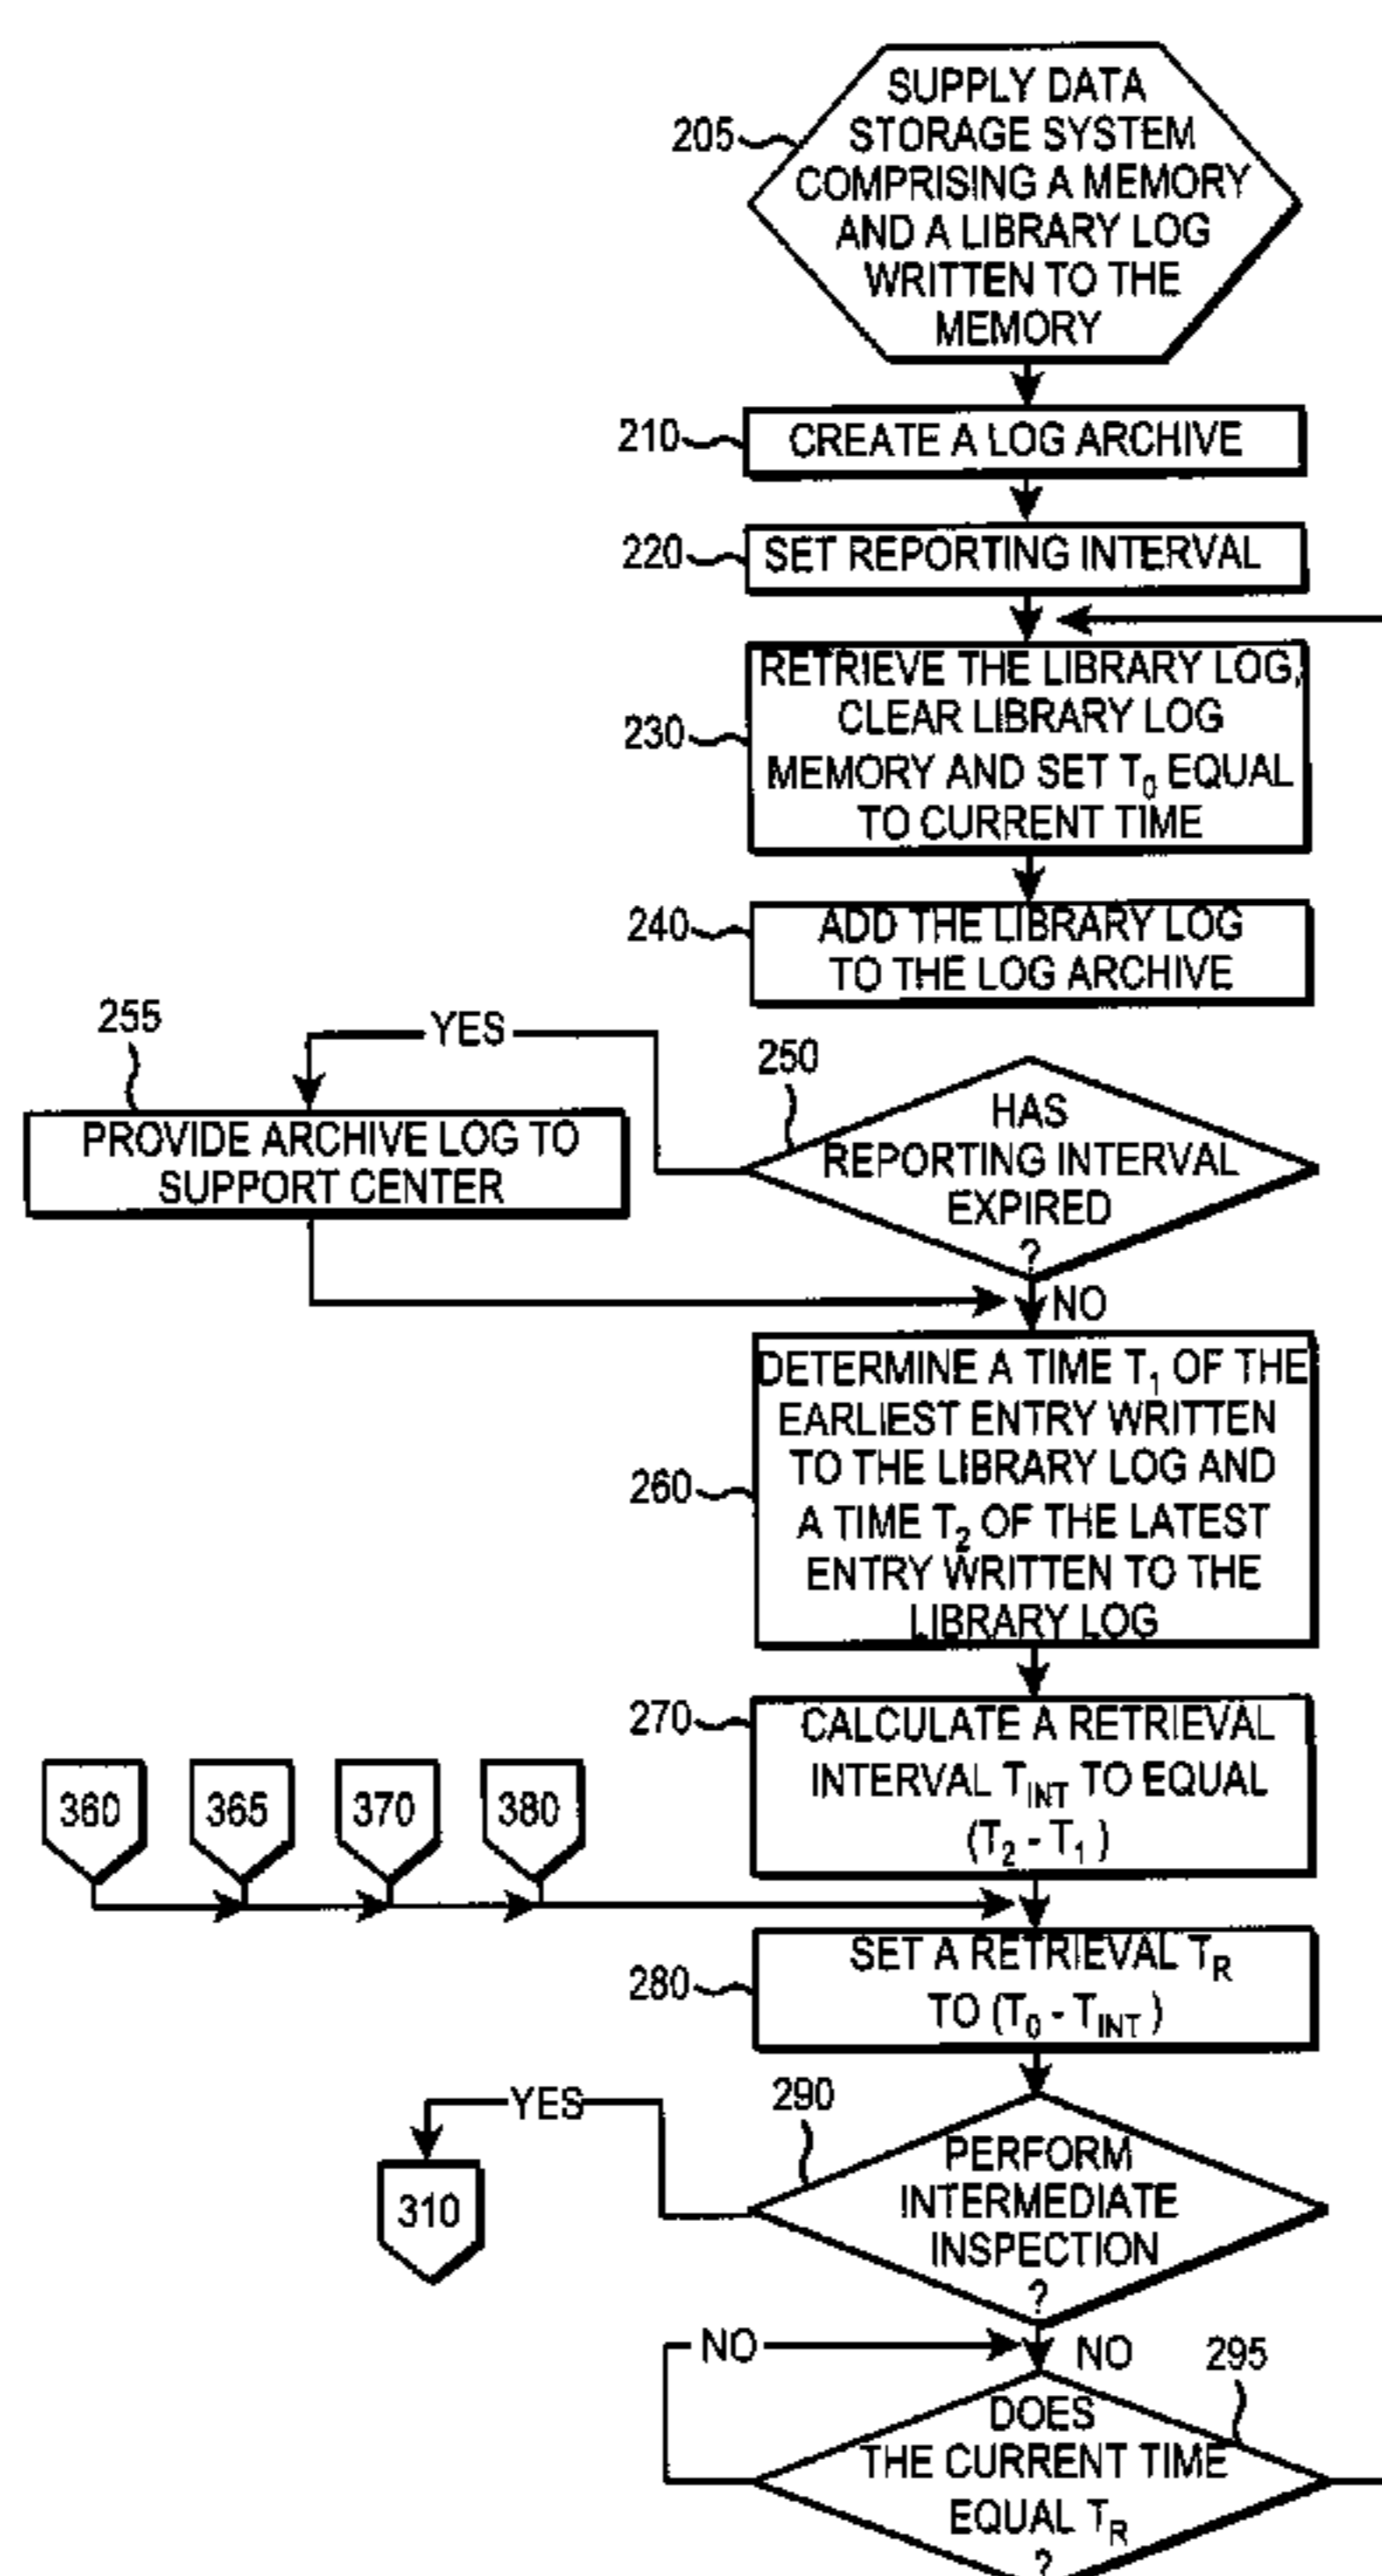 205
SUPPLY DATA
STORAGE SYSTEM
COMPRISING A MEMORY
AND A LIBRARY LOG
WRITTEN TO THE
MEMORY
210
CREATE A LOG ARCHIVE
220
SET REPORTING INTERVAL
230
RETRIEVE THE LIBRARY LOG,
CLEAR LIBRARY LOG
MEMORY AND SET T0 EQUAL
TO CURRENT TIME
240
ADD THE LIBRARY LOG
TO THE LOG ARCHIVE
255
YES
250
PROVIDE ARCHIVE LOG TO
SUPPORT CENTER
HAS
REPORTING INTERVAL
EXPIRED
?
NO
260
DETERMINE A TIME T1 OF THE
EARLIEST ENTRY WRITTEN
TO THE LIBRARY LOG AND
A TIME T2 OF THE LATEST
ENTRY WRITTEN TO THE
LIBRARY LOG
270
CALCULATE A RETRIEVAL
INTERVAL TINT TO EQUAL
(T2 - T1)
360
365
370
380
280
SET A RETRIEVAL TR
TO (T0 - TINT)
YES
290
310
PERFORM
INTERMEDIATE
INSPECTION
?
NO
NO
295
DOES
THE CURRENT TIME
EQUAL TR
?